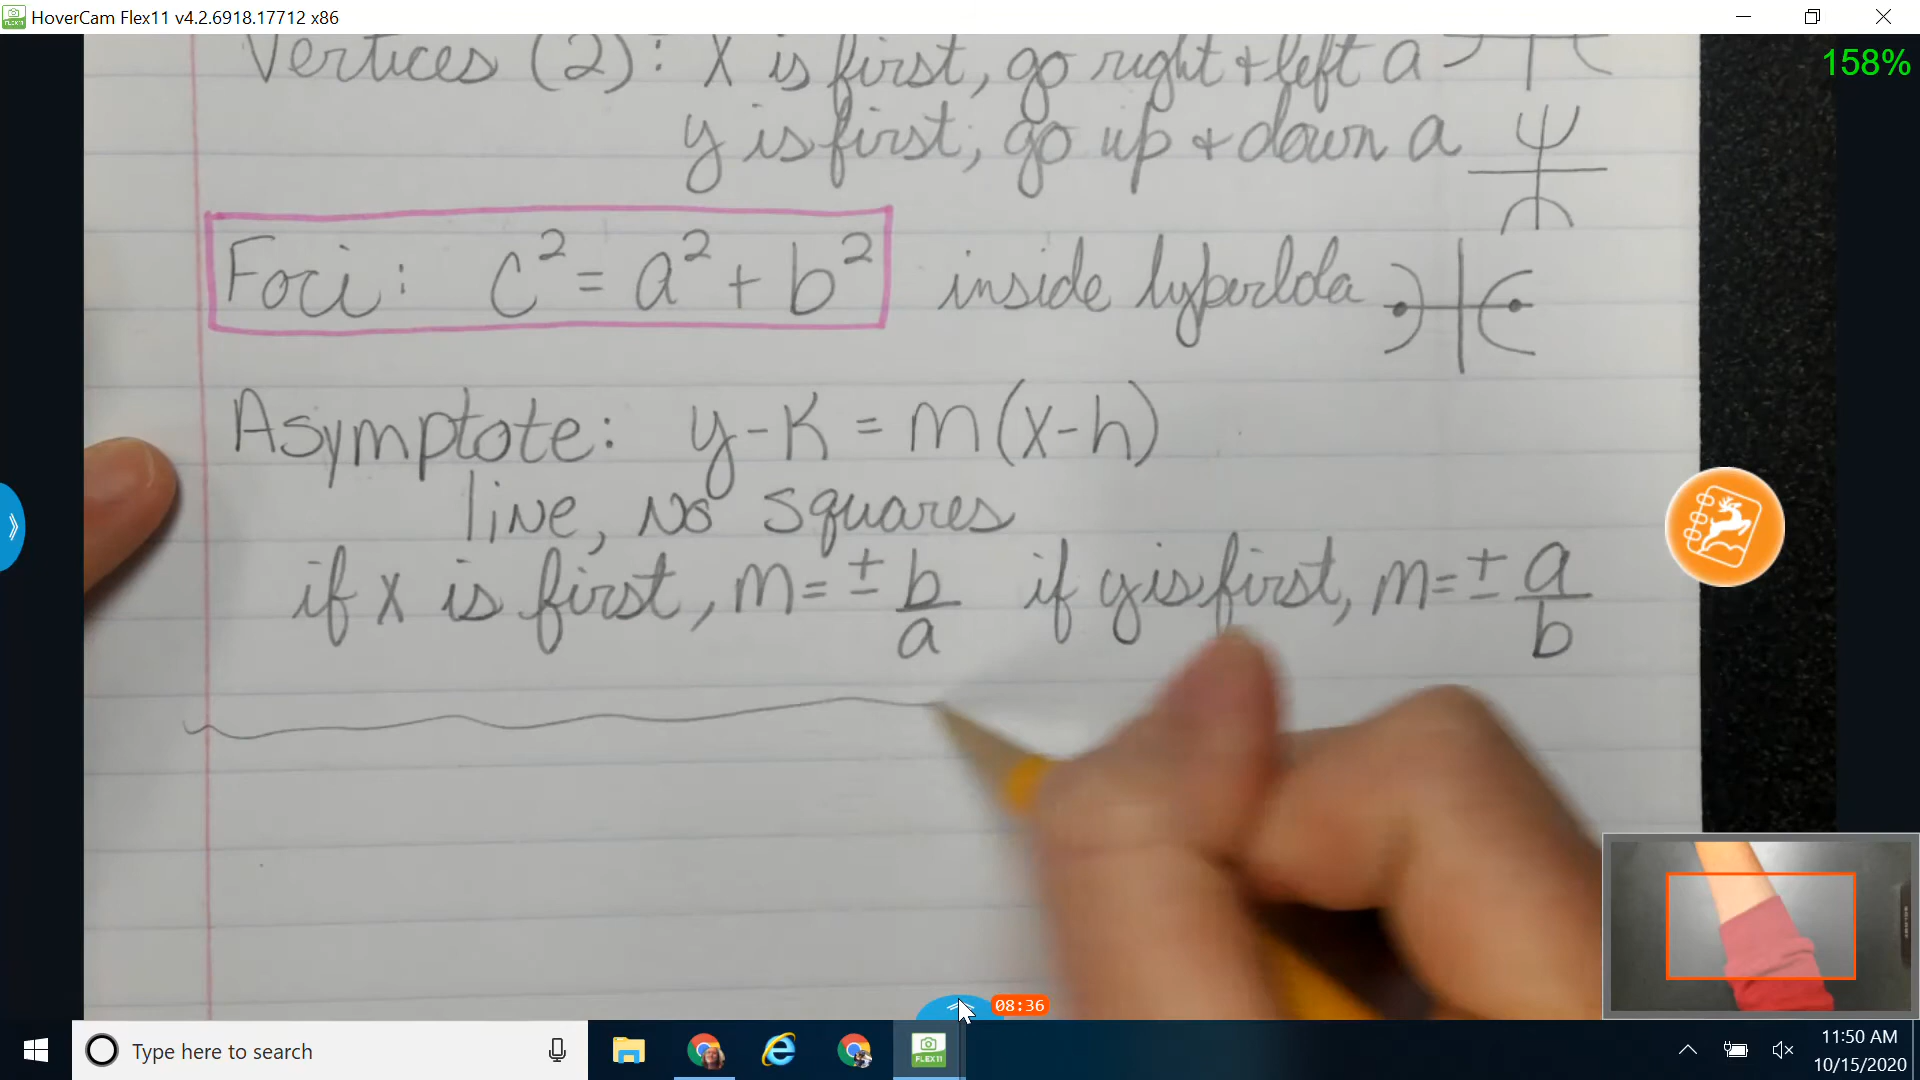 HoverCam Flex11 v4.2.6918.17712 x86
158%
Vertices (2): X is first, go right + left a
y is first, go up + down a
Foci: c² = a² + b² inside hyperbola
Asymptote: y - K = m(x - h)
line, no squares
if x is first, m = ± b/a if y is first, m = ± a/b
08:36
Type here to search
FLEX11
11:50 AM
10/15/2020